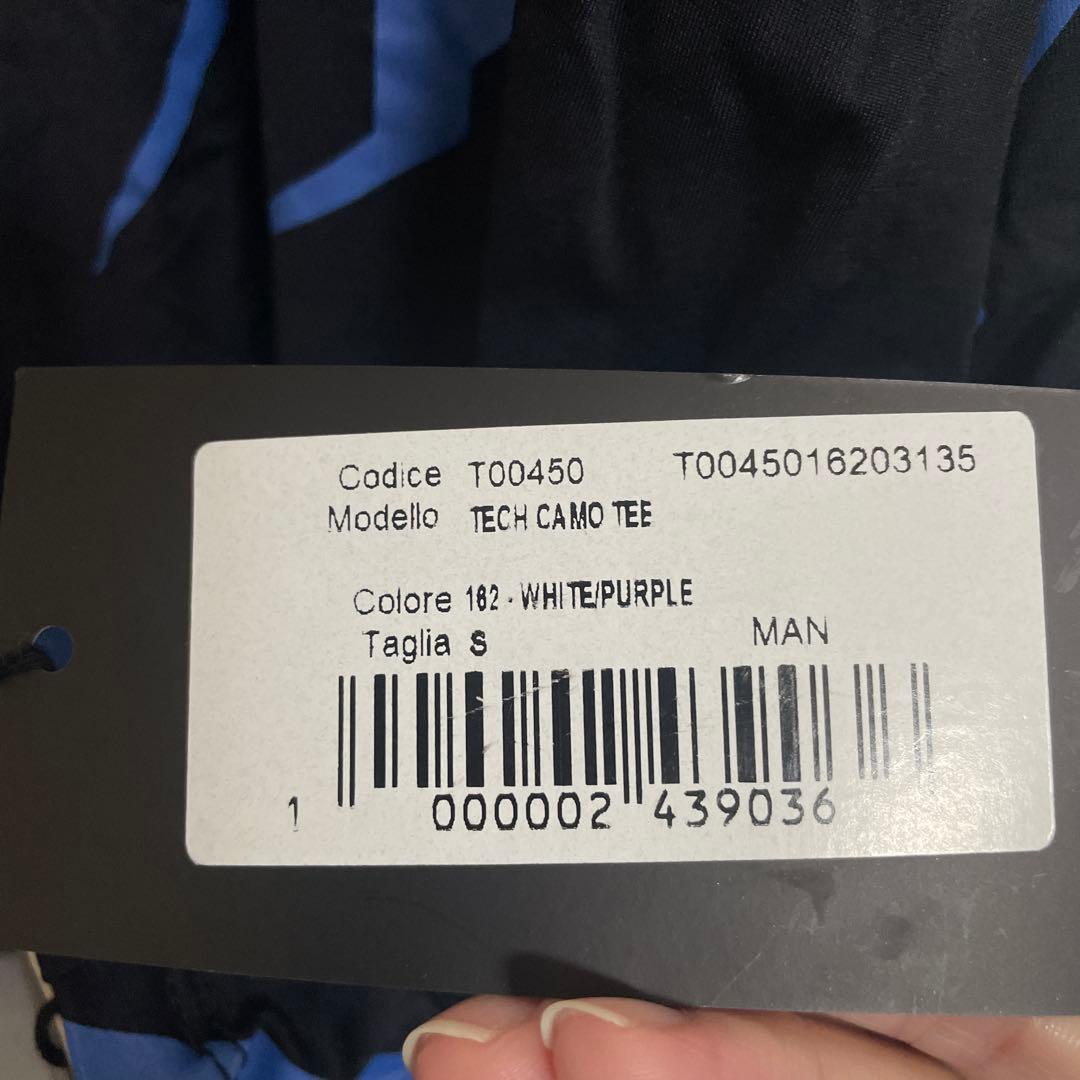 Codice T00450 T0045016203135
Modello TECH CAMO TEE
Colore 162 - WHITE/PURPLE
Taglia S MAN
1 000002 439036